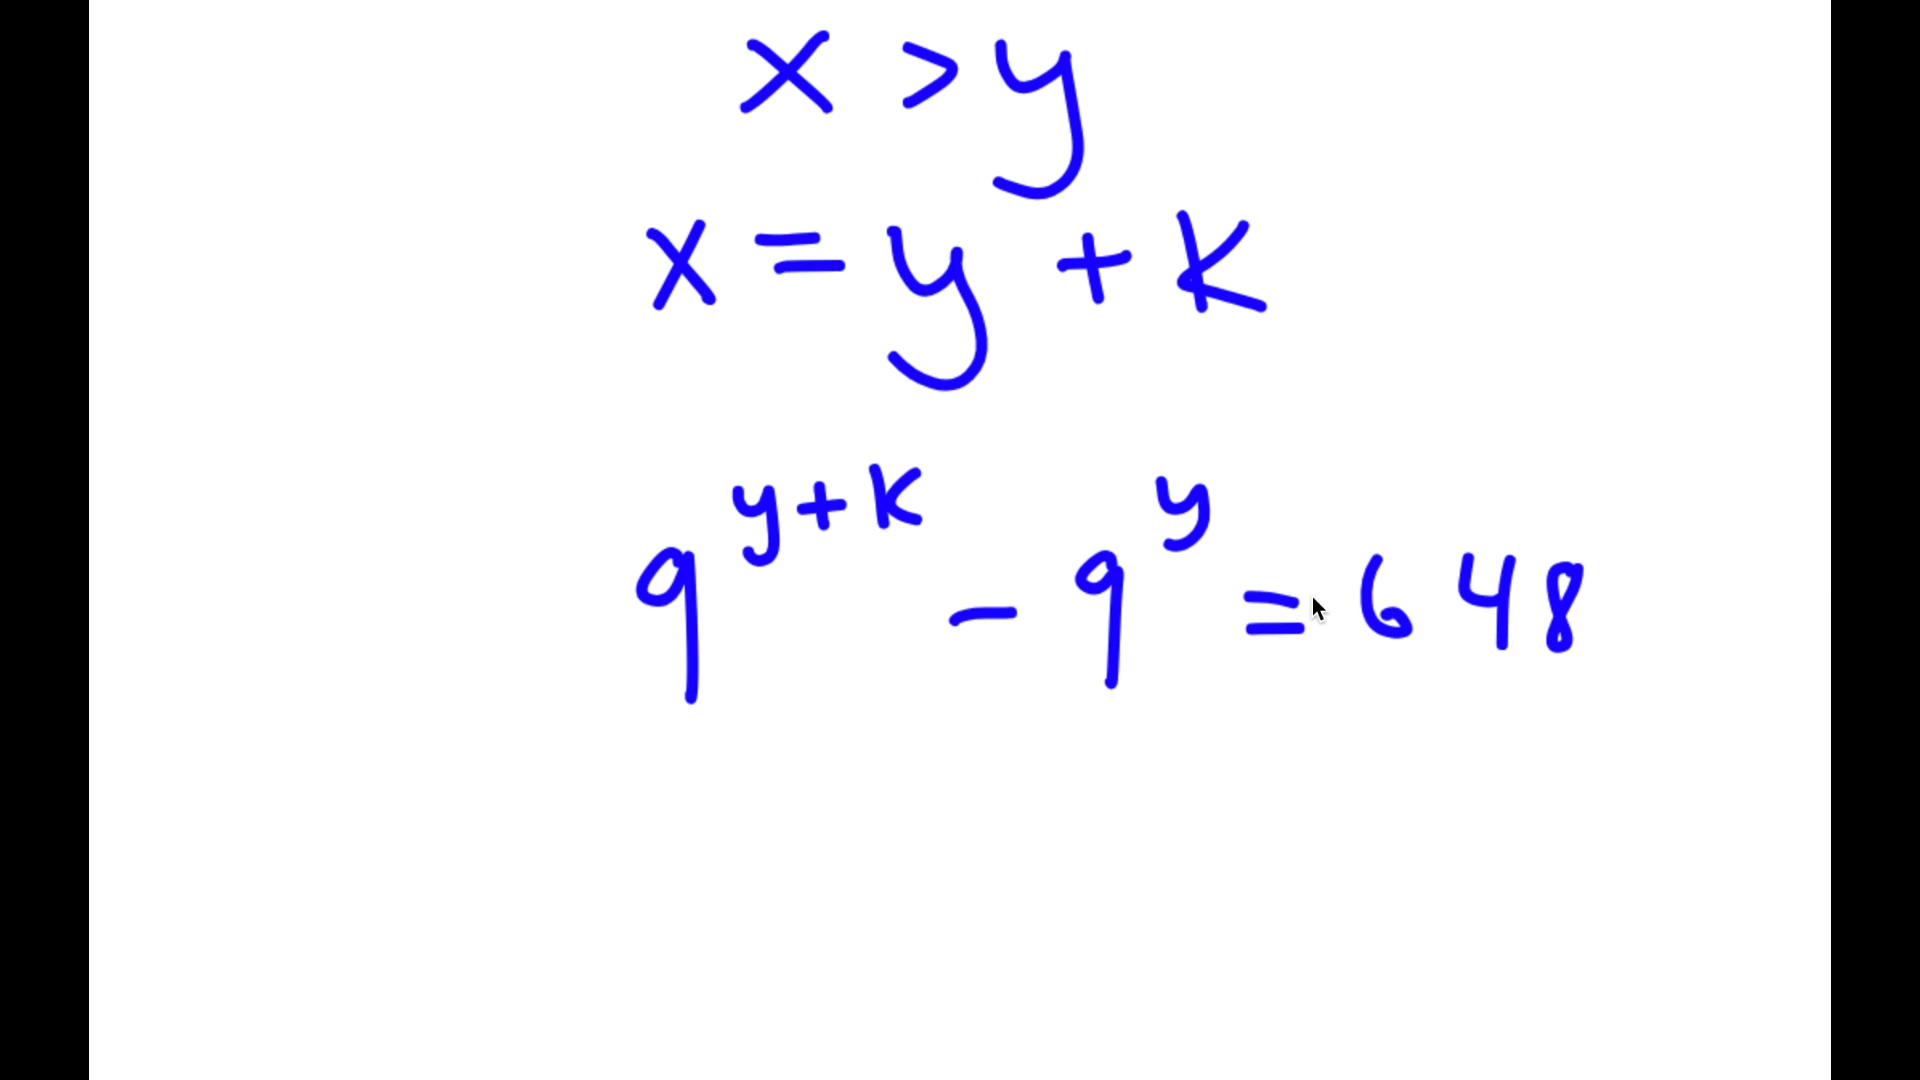 x > y
x = y + k
9^{y+k} - 9^y = 648